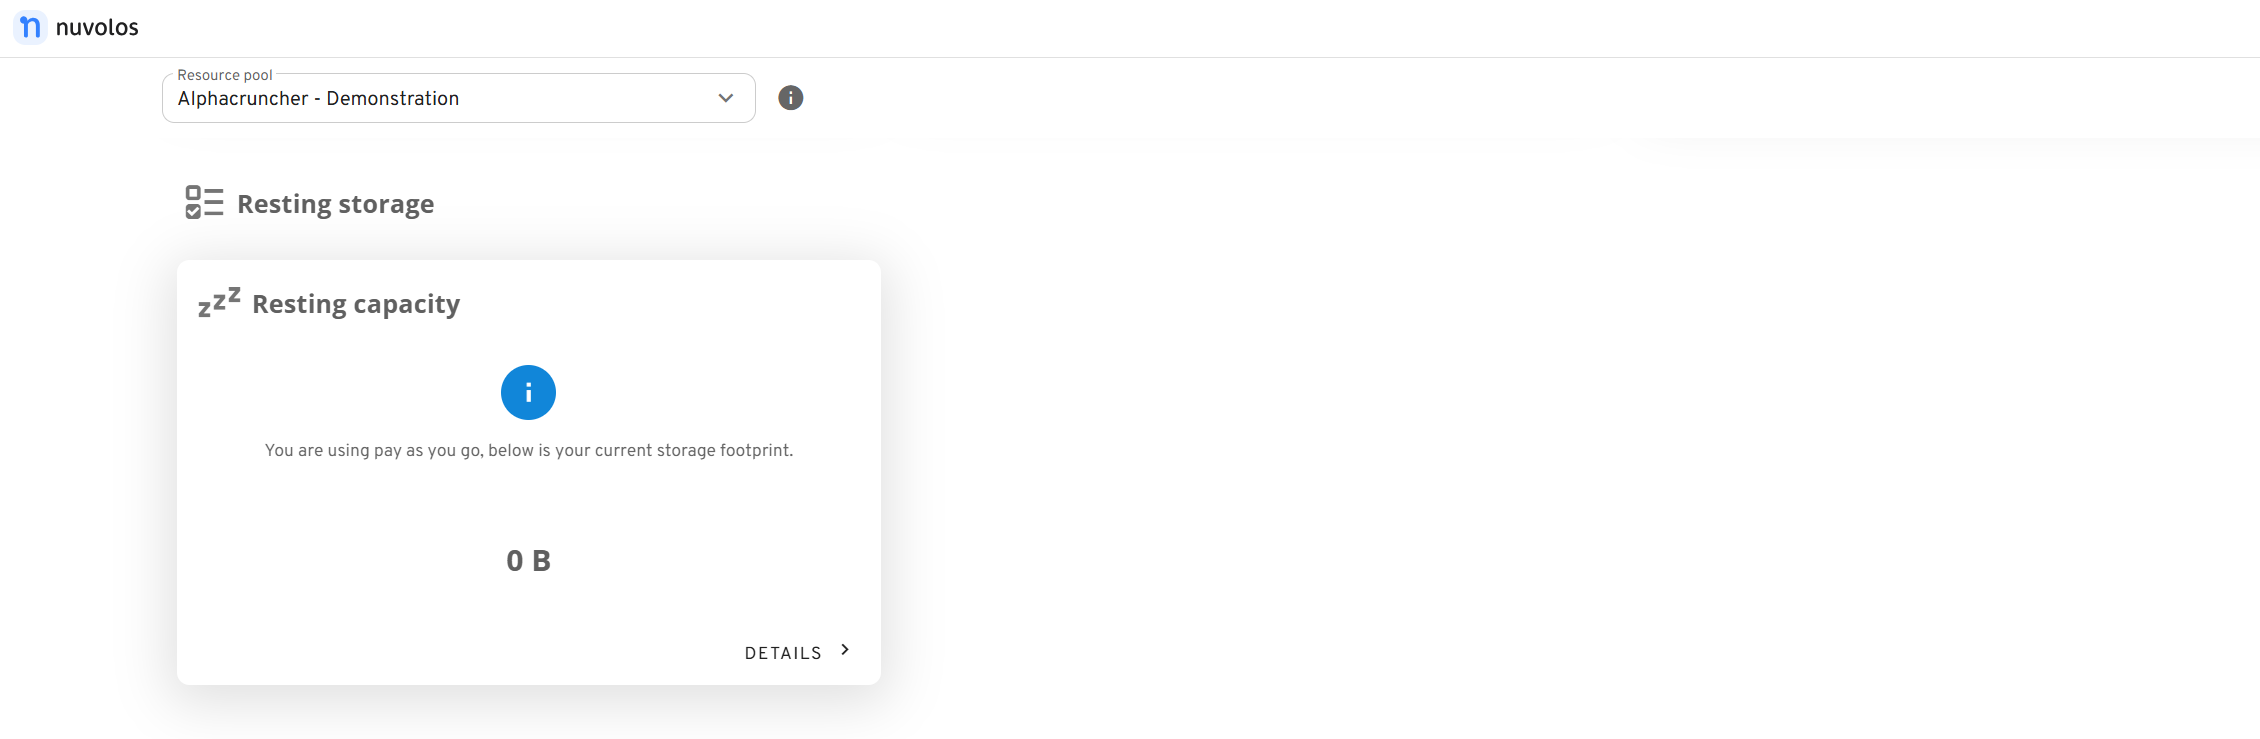 nuvolos
Resource pool
Alphacruncher - Demonstration
Resting storage
zzz Resting capacity
You are using pay as you go, below is your current storage footprint.
0 B
DETAILS